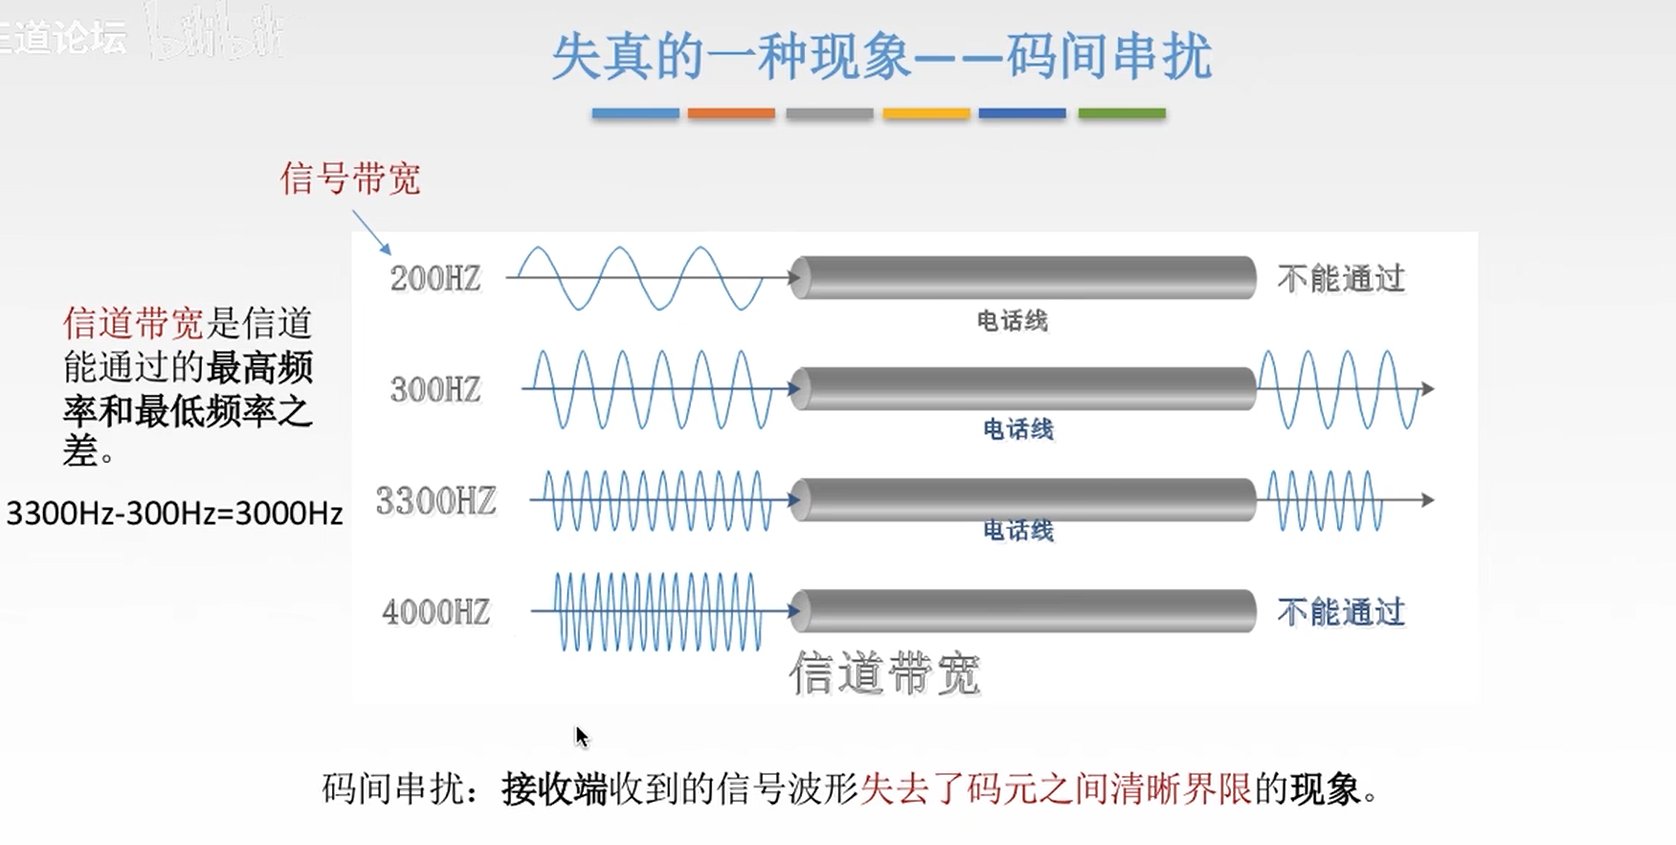 道论坛 bilibili
失真的一种现象——码间串扰
信号带宽
信道带宽是信道
能通过的最高频
率和最低频率之
差。
3300Hz-300Hz=3000Hz
200HZ
不能通过
电话线
300HZ
电话线
3300HZ
电话线
4000HZ
不能通过
信道带宽
码间串扰：接收端收到的信号波形失去了码元之间清晰界限的现象。